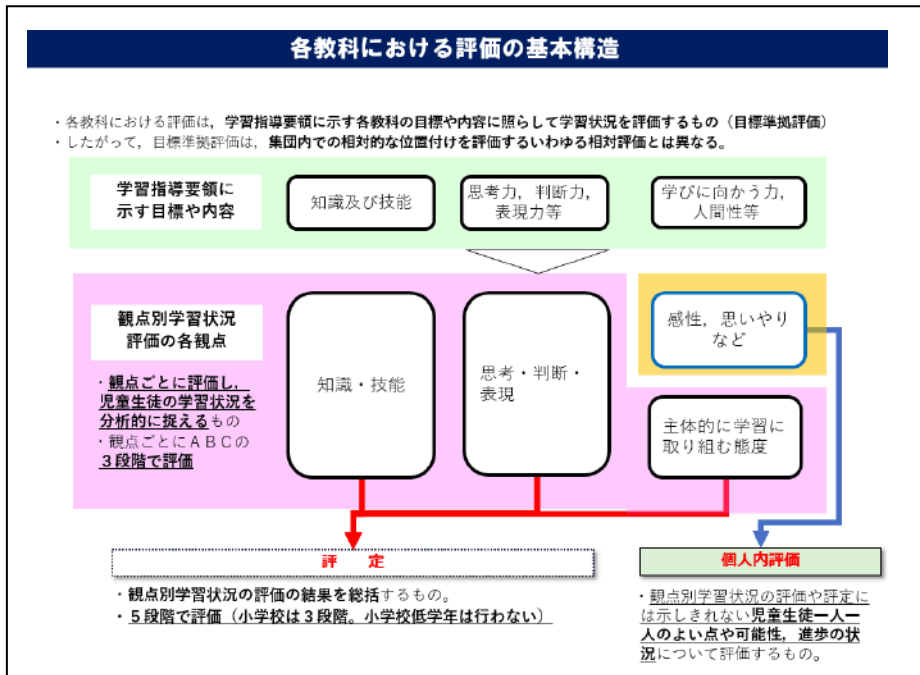 各教科における評価の基本構造
・各教科における評価は，学習指導要領に示す各教科の目標や内容に照らして学習状況を評価するもの（目標準拠評価）
・したがって，目標準拠評価は，集団内での相対的な位置付けを評価するいわゆる相対評価とは異なる。
学習指導要領に
示す目標や内容
知識及び技能
思考力，判断力，
表現力等
学びに向かう力，
人間性等
観点別学習状況
評価の各観点
・観点ごとに評価し，
児童生徒の学習状況を
分析的に捉えるもの
・観点ごとにＡＢＣの
３段階で評価
知識・技能
思考・判断・
表現
感性，思いやり
など
主体的に学習に
取り組む態度
評　定
・観点別学習状況の評価の結果を総括するもの。
・５段階で評価（小学校は３段階。小学校低学年は行わない）
個人内評価
・観点別学習状況の評価や評定に
は示しきれない児童生徒一人一
人のよい点や可能性，進歩の状
況について評価するもの。